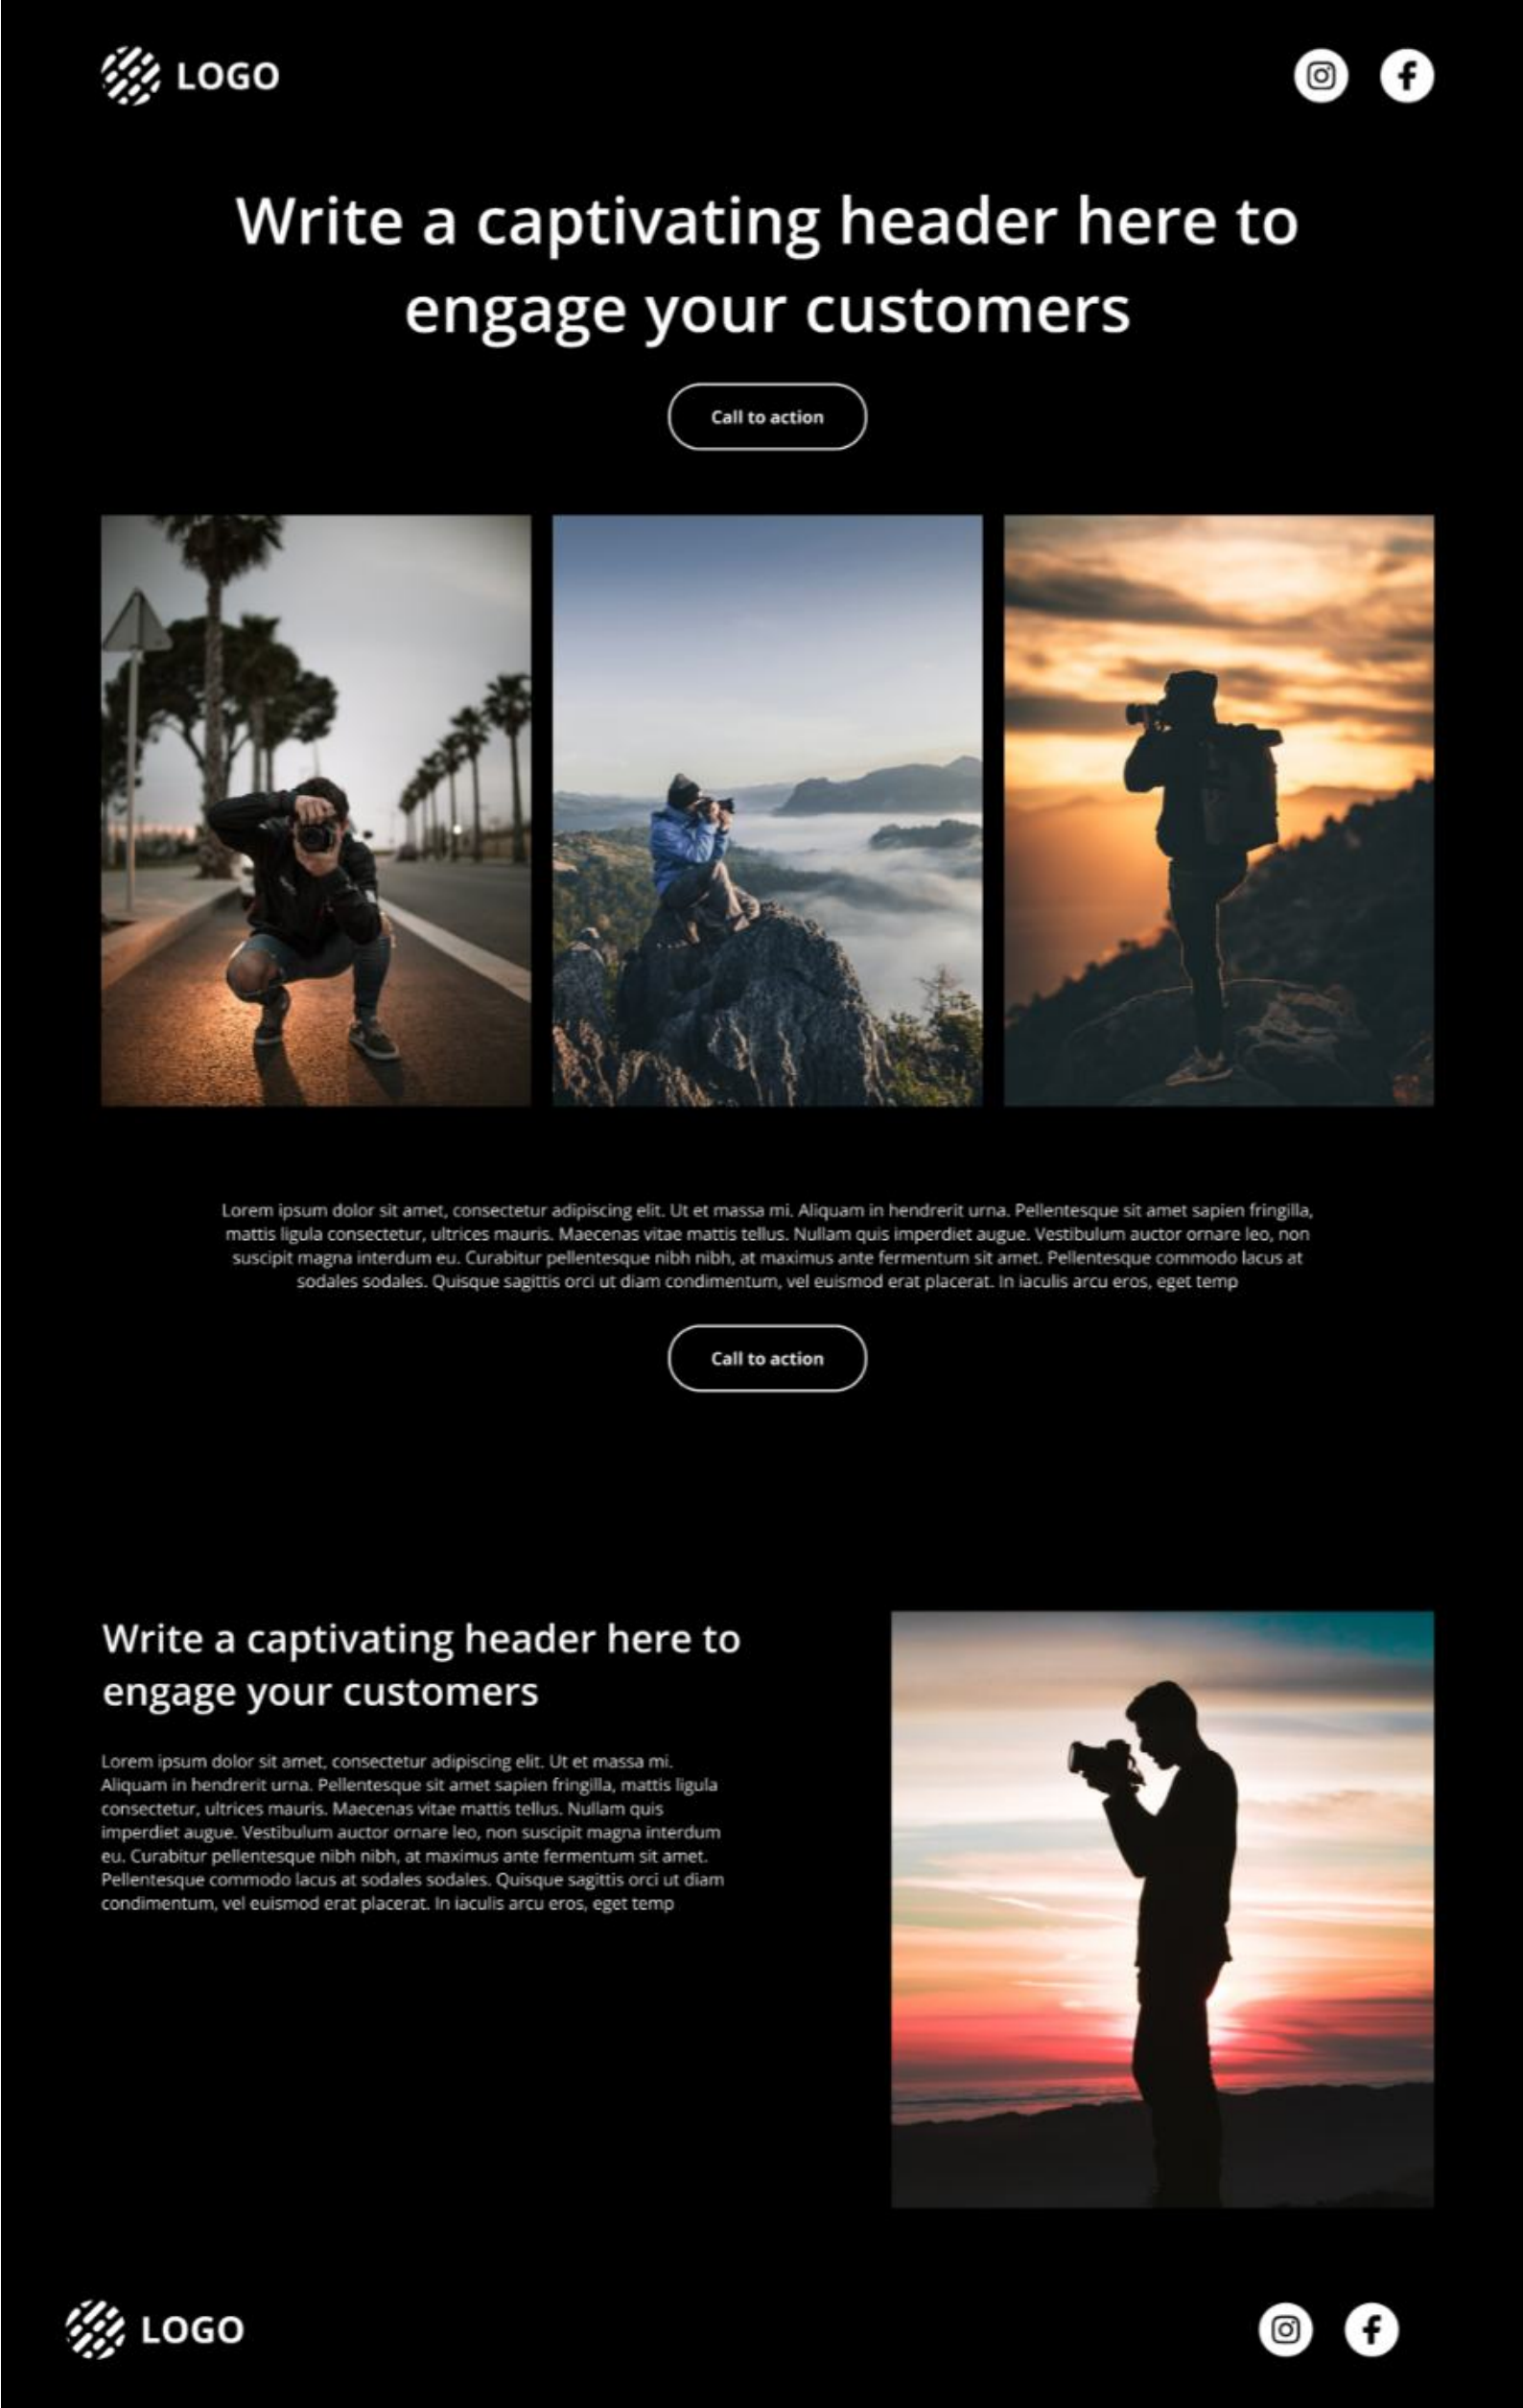 LOGO
Write a captivating header here to
engage your customers
Call to action
Lorem ipsum dolor sit amet, consectetur adipiscing elit. Ut et massa mi. Aliquam in hendrerit urna. Pellentesque sit amet sapien fringilla,
mattis ligula consectetur, ultrices mauris. Maecenas vitae mattis tellus. Nullam quis imperdiet augue. Vestibulum auctor ornare leo, non
suscipit magna interdum eu. Curabitur pellentesque nibh nibh, at maximus ante fermentum sit amet. Pellentesque commodo lacus at
sodales sodales. Quisque sagittis orci ut diam condimentum, vel euismod erat placerat. In iaculis arcu eros, eget temp
Call to action
Write a captivating header here to
engage your customers
Lorem ipsum dolor sit amet, consectetur adipiscing elit. Ut et massa mi.
Aliquam in hendrerit urna. Pellentesque sit amet sapien fringilla, mattis ligula
consectetur, ultrices mauris. Maecenas vitae mattis tellus. Nullam quis
imperdiet augue. Vestibulum auctor ornare leo, non suscipit magna interdum
eu. Curabitur pellentesque nibh nibh, at maximus ante fermentum sit amet.
Pellentesque commodo lacus at sodales sodales. Quisque sagittis orci ut diam
condimentum, vel euismod erat placerat. In iaculis arcu eros, eget temp
LOGO